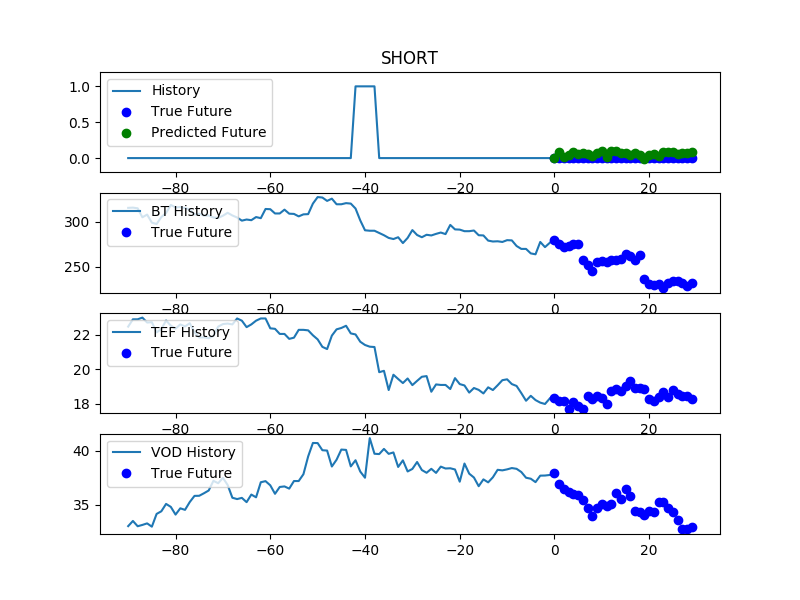 SHORT
1.0
0.5
0.0
History
True Future
Predicted Future
−80 −60 −40 −20 0 20
300
250
BT History
True Future
−80 −60 −40 −20 0 20
22
20
18
TEF History
True Future
−80 −60 −40 −20 0 20
40
35
VOD History
True Future
−80 −60 −40 −20 0 20